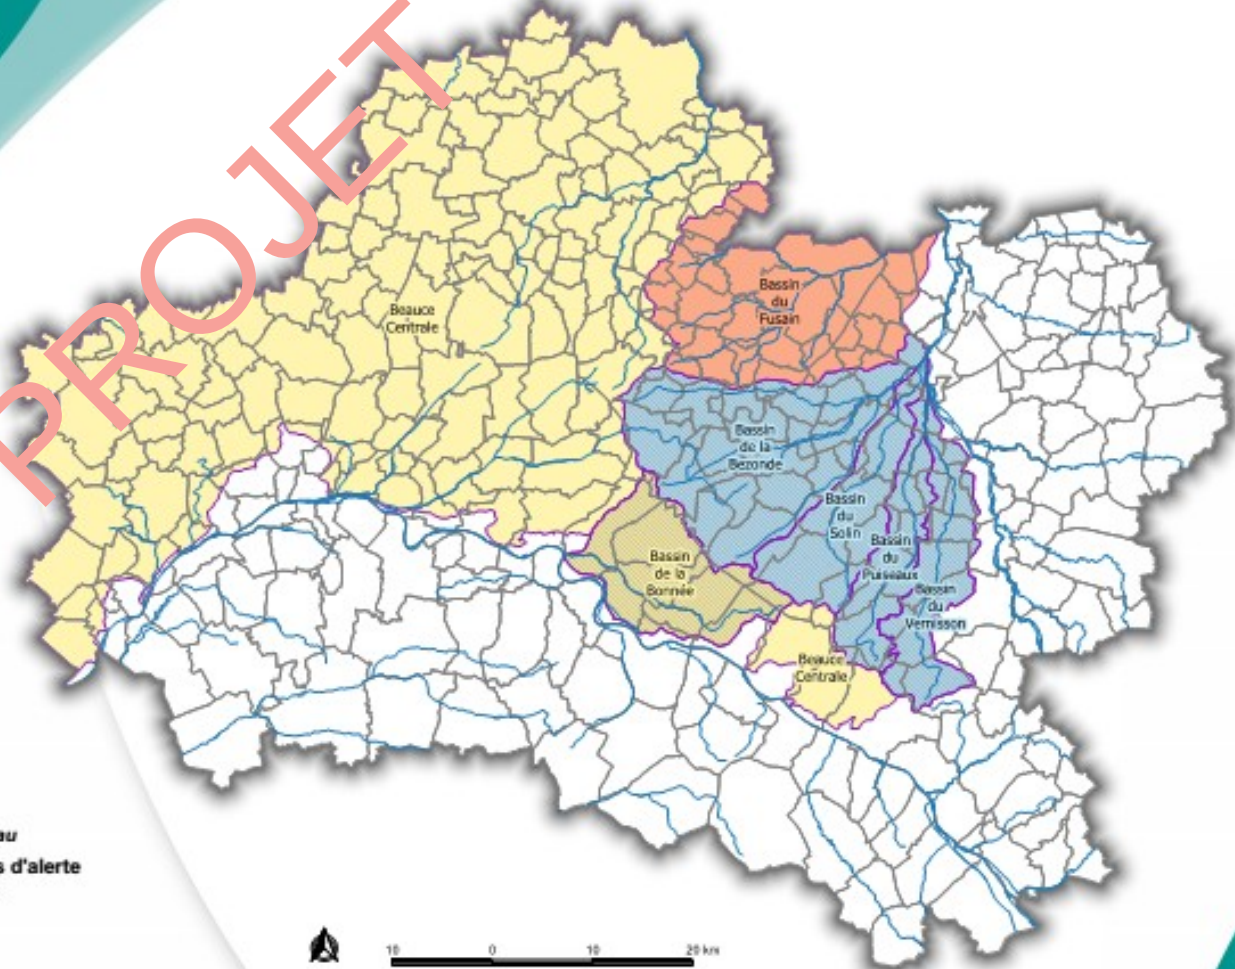 PROJET
Beauce
Centrale
Bassin
du
Fusain
Bassin
de la
Bezonde
Bassin
du
Solin
Bassin
du
Puiseaux
Bassin
de la
Bonnée
Bassin
du
Vernisson
Beauce
Centrale
au
s d'alerte
10 0 10 20 km